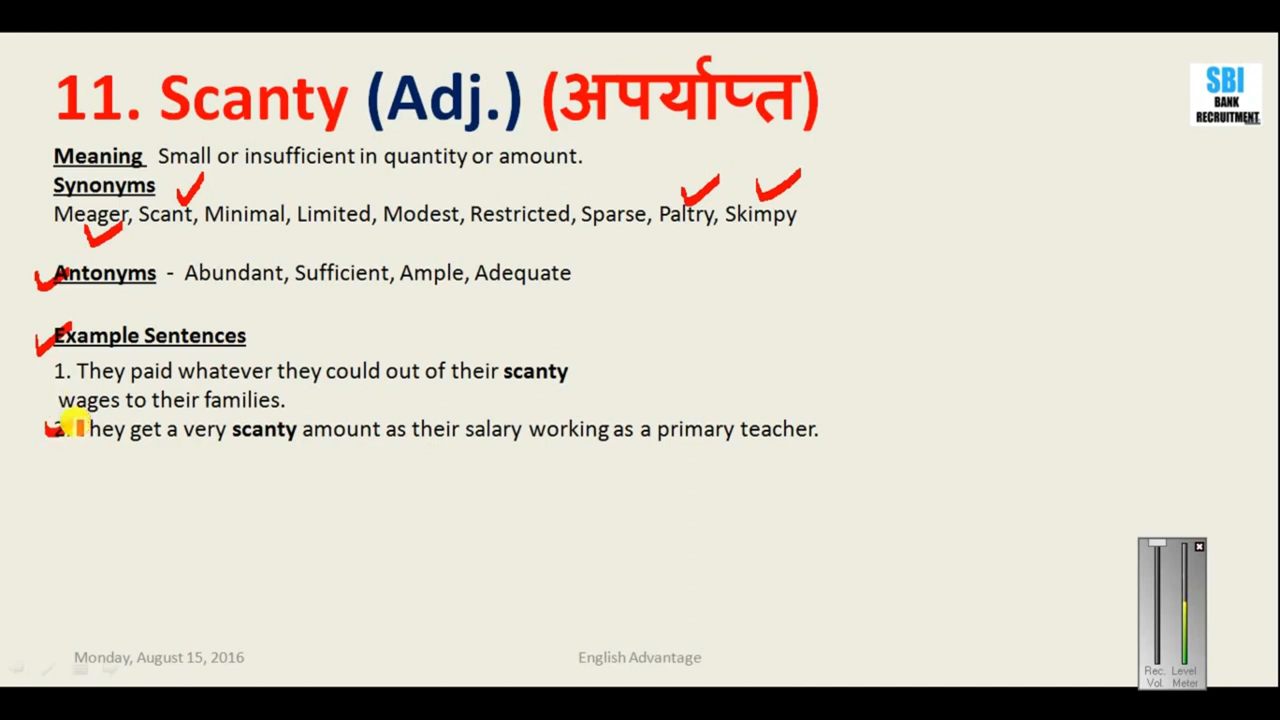 11. Scanty (Adj.) (अपर्याप्त)
SBI
BANK
RECRUITMENT
Meaning  Small or insufficient in quantity or amount.
Synonyms
Meager, Scant, Minimal, Limited, Modest, Restricted, Sparse, Paltry, Skimpy
Antonyms - Abundant, Sufficient, Ample, Adequate
Example Sentences
1. They paid whatever they could out of their scanty
wages to their families.
2. They get a very scanty amount as their salary working as a primary teacher.
Monday, August 15, 2016
English Advantage
Rec. Level
Vol. Meter